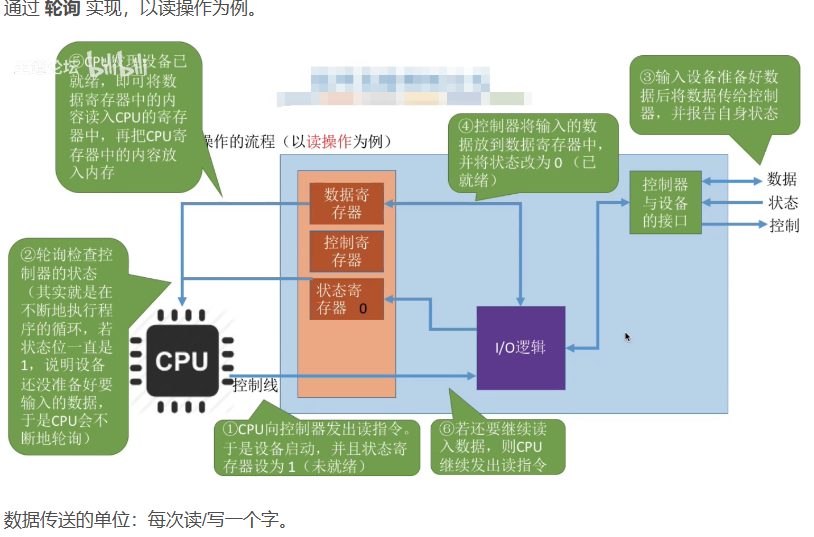 通过 轮询 实现，以读操作为例。
bilibili
⑤CPU发现设备已
就绪，即可将数
据寄存器中的内
容读入CPU的寄存
器中，再把CPU寄
存器中的内容放
入内存
操作的流程（以读操作为例）
③输入设备准备好数
据后将数据传给控制
器，并报告自身状态
④控制器将输入的数
据放到数据寄存器中，
并将状态改为 0 （已
就绪）
数据寄
存器
控制寄
存器
状态寄
存器 0
控制器
与设备
的接口
数据
状态
控制
②轮询检查控
制器的状态
（其实就是在
不断地执行程
序的循环，若
状态位一直是
1，说明设备
还没准备好要
输入的数据，
于是CPU会不
断地轮询）
CPU
I/O逻辑
控制线
①CPU向控制器发出读指令。
于是设备启动，并且状态寄
存器设为 1（未就绪）
⑥若还要继续读
入数据，则CPU
继续发出读指令
数据传送的单位：每次读/写一个字。